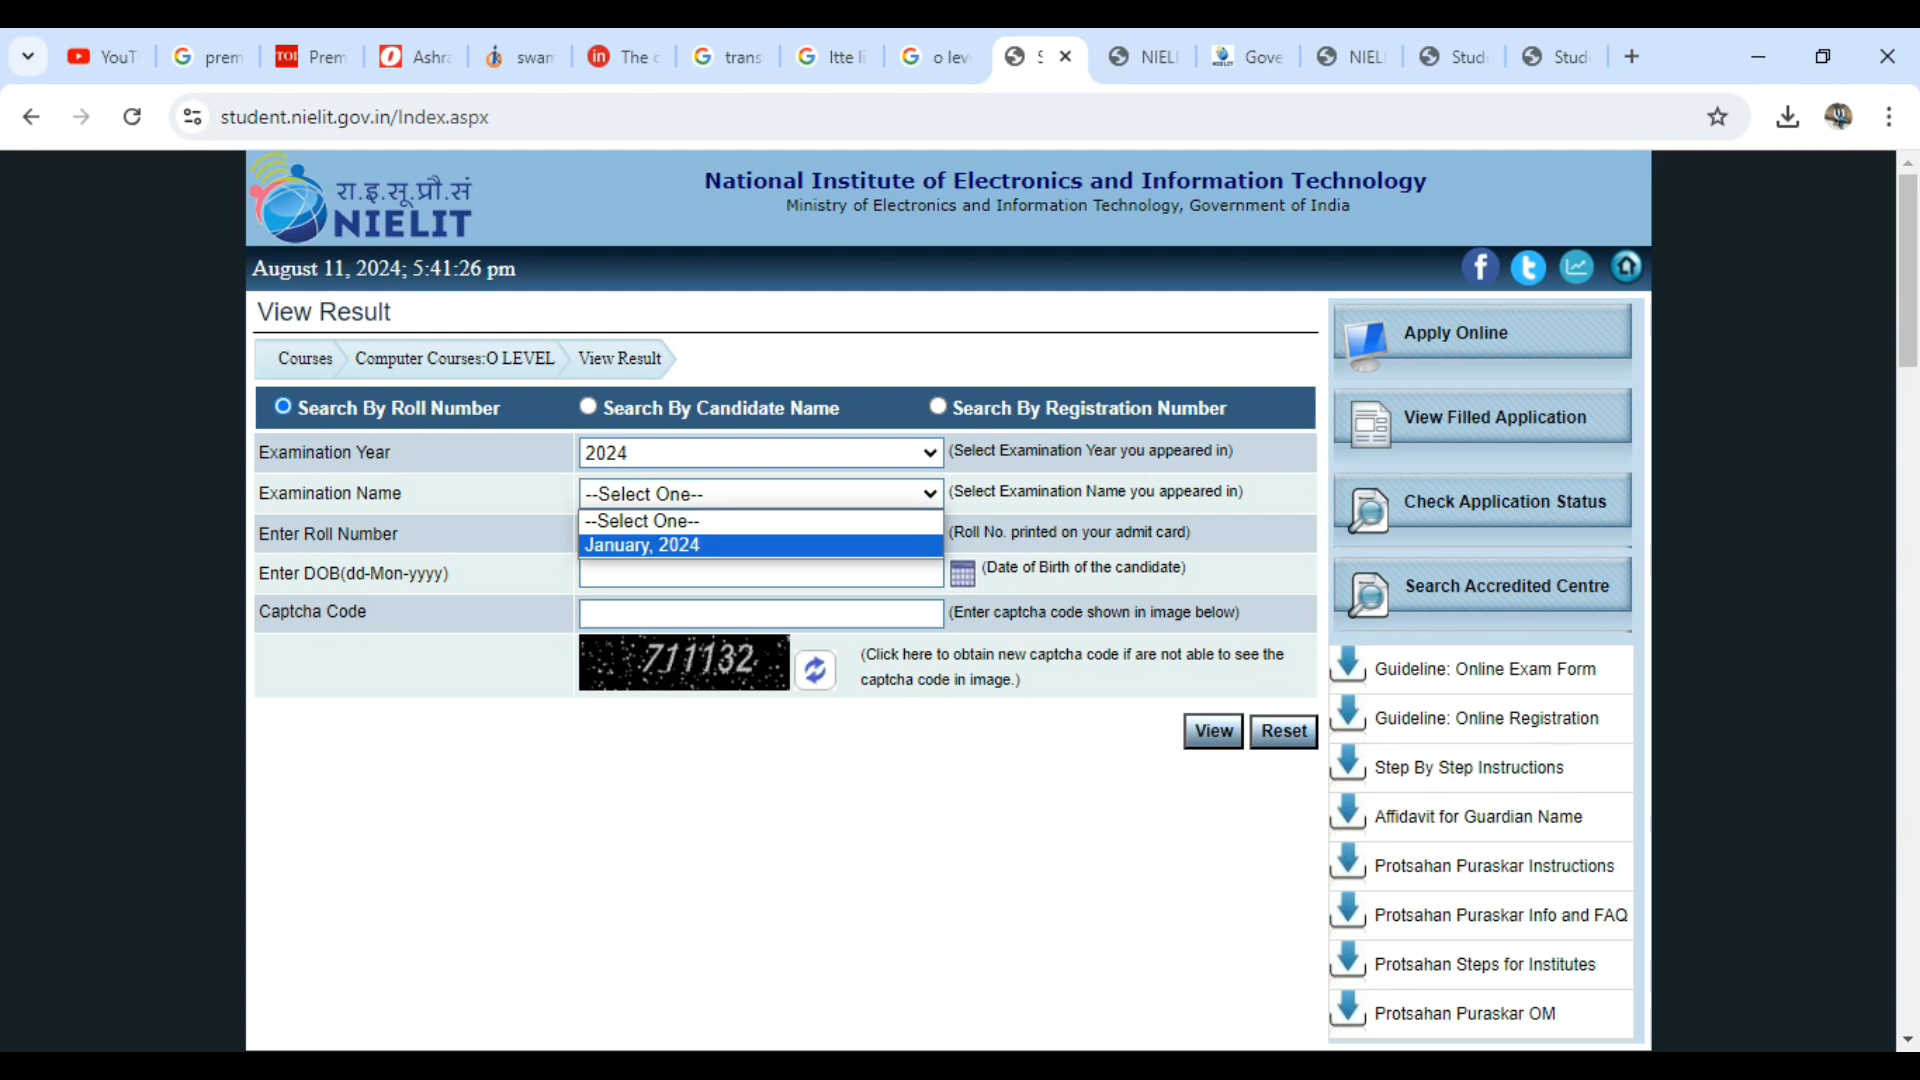 YouT
prem
TOI Prem
Ashra
swam
in The c
trans
Itte li
o lev
S
NIELI
Gove
NIELI
Stud
Stud
student.nielit.gov.in/Index.aspx
रा.इ.सू.प्रौ.सं
NIELIT
National Institute of Electronics and Information Technology
Ministry of Electronics and Information Technology, Government of India
August 11, 2024; 5:41:26 pm
View Result
Courses
Computer Courses:O LEVEL
View Result
Search By Roll Number
Search By Candidate Name
Search By Registration Number
Examination Year
2024
(Select Examination Year you appeared in)
Examination Name
--Select One--
(Select Examination Name you appeared in)
--Select One--
January, 2024
Enter Roll Number
(Roll No. printed on your admit card)
Enter DOB(dd-Mon-yyyy)
(Date of Birth of the candidate)
Captcha Code
(Enter captcha code shown in image below)
711132
(Click here to obtain new captcha code if are not able to see the
captcha code in image.)
View
Reset
Apply Online
View Filled Application
Check Application Status
Search Accredited Centre
Guideline: Online Exam Form
Guideline: Online Registration
Step By Step Instructions
Affidavit for Guardian Name
Protsahan Puraskar Instructions
Protsahan Puraskar Info and FAQ
Protsahan Steps for Institutes
Protsahan Puraskar OM